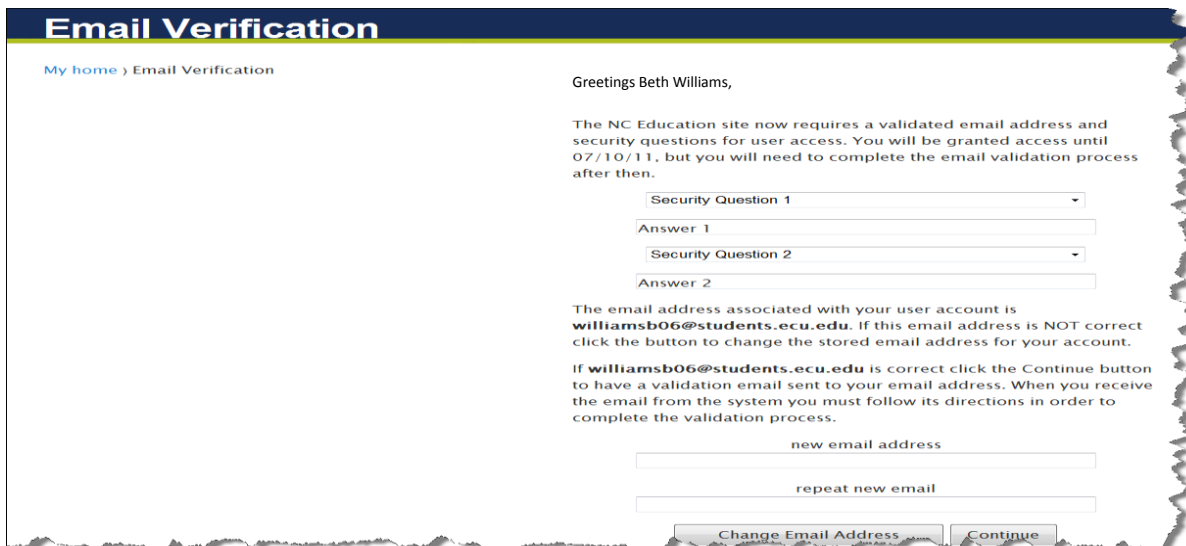 Email Verification
My home › Email Verification
Greetings Beth Williams,
The NC Education site now requires a validated email address and
security questions for user access. You will be granted access until
07/10/11, but you will need to complete the email validation process
after then.
Security Question 1
Answer 1
Security Question 2
Answer 2
The email address associated with your user account is
williamsb06@students.ecu.edu. If this email address is NOT correct
click the button to change the stored email address for your account.
If williamsb06@students.ecu.edu is correct click the Continue button
to have a validation email sent to your email address. When you receive
the email from the system you must follow its directions in order to
complete the validation process.
new email address
repeat new email
Change Email Address Continue